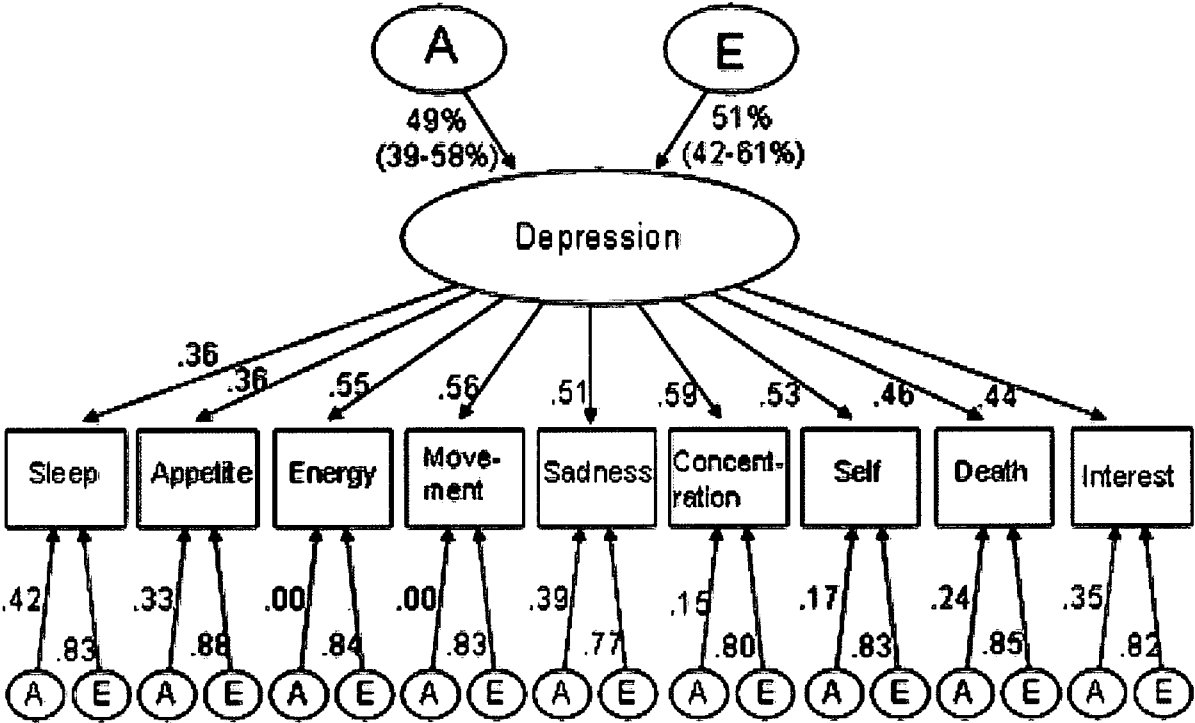 A E
49% 51%
(39-58%) (42-61%)
Depression
.36 .36 .55 .56 .51 .59 .53 .46 .44
Sleep Appetite Energy Move-
ment Sadness Concent-
ration Self Death Interest
.42 .33 .00 .00 .39 .15 .17 .24 .35
.83 .88 .84 .83 .77 .80 .83 .85 .82
A E A E A E A E A E A E A E A E A E